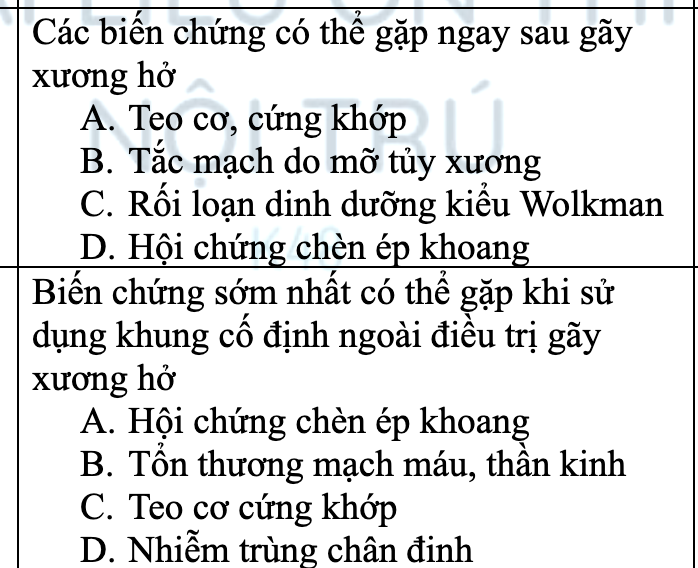 Các biến chứng có thể gặp ngay sau gãy
xương hở
A. Teo cơ, cứng khớp
B. Tắc mạch do mỡ tủy xương
C. Rối loạn dinh dưỡng kiểu Wolkman
D. Hội chứng chèn ép khoang
Biến chứng sớm nhất có thể gặp khi sử
dụng khung cố định ngoài điều trị gãy
xương hở
A. Hội chứng chèn ép khoang
B. Tổn thương mạch máu, thần kinh
C. Teo cơ cứng khớp
D. Nhiễm trùng chân đinh
NỘI TRÚ